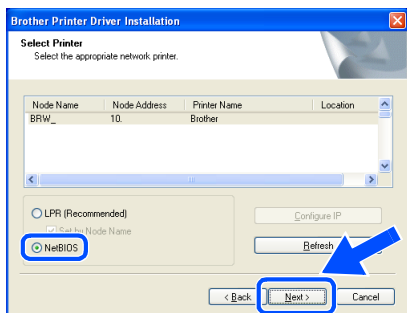 Brother Printer Driver Installation
Select Printer
Select the appropriate network printer.
Node Name Node Address Printer Name Location
BRW_ 10. Brother
LPR (Recommended)
Set by Node Name
NetBIOS
Configure IP
Refresh
< Back Next > Cancel